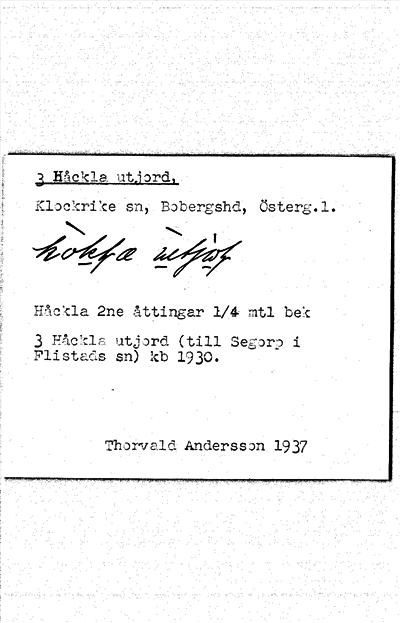 3 Håckla utjord,
Klockrike sn, Bobergshd, Österg.l.
Håckla 2ne åttingar 1/4 mtl bek
3 Håckla utjord (till Segorp i
Flistads sn) kb 1930.
Thorvald Andersson 1937